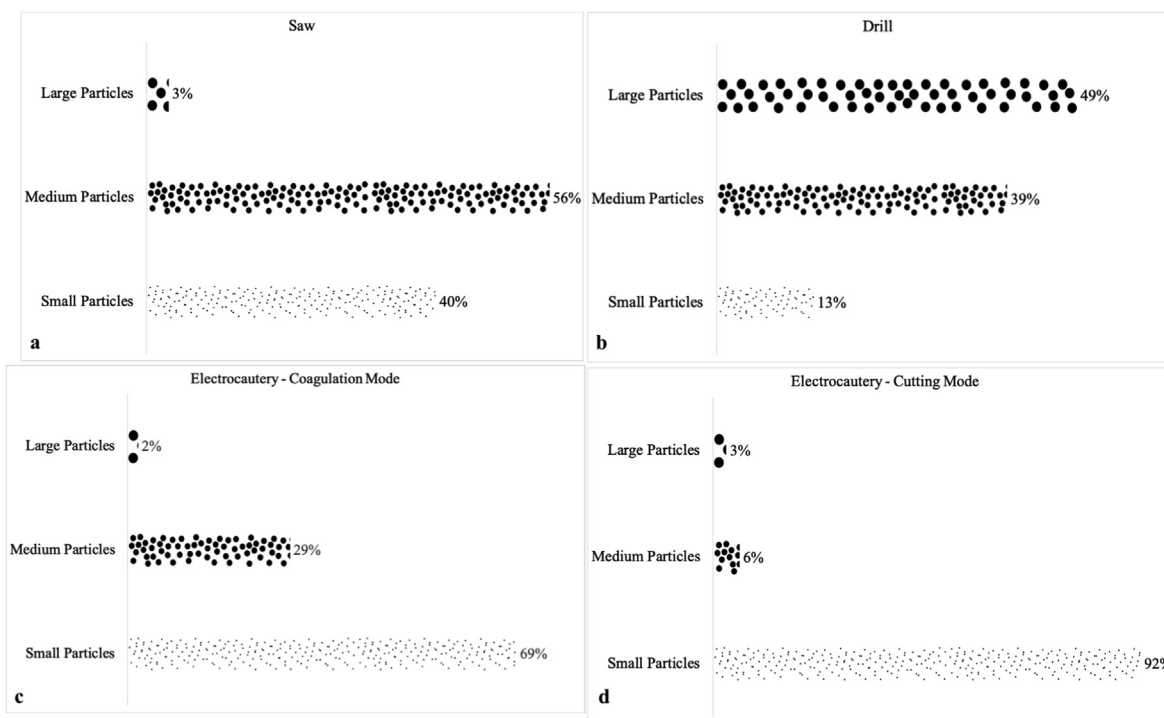 Saw
Large Particles 3%
Medium Particles 56%
Small Particles 40%
a
Drill
Large Particles 49%
Medium Particles 39%
Small Particles 13%
b
Electrocautery - Coagulation Mode
Large Particles 2%
Medium Particles 29%
Small Particles 69%
c
Electrocautery - Cutting Mode
Large Particles 3%
Medium Particles 6%
Small Particles 92%
d